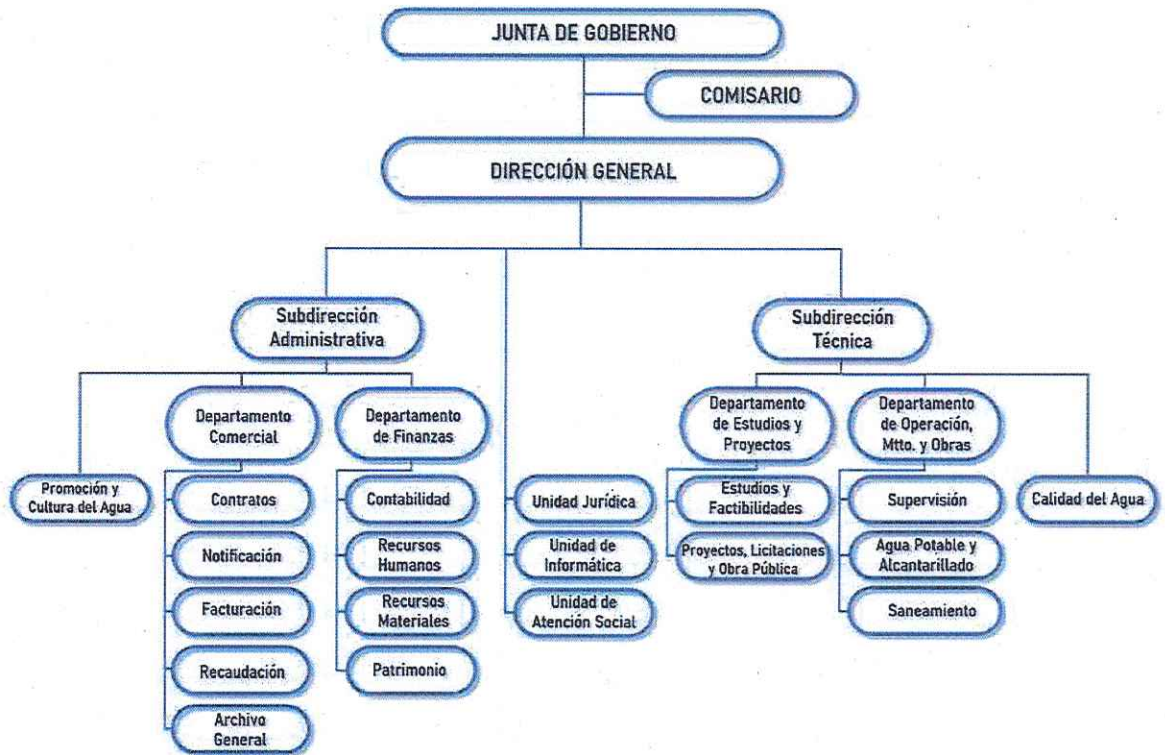 JUNTA DE GOBIERNO
COMISARIO
DIRECCIÓN GENERAL
Subdirección
Administrativa
Subdirección
Técnica
Departamento
Comercial
Departamento
de Finanzas
Departamento
de Estudios y
Proyectos
Departamento
de Operación,
Mtto. y Obras
Promoción y
Cultura del Agua
Contratos
Notificación
Facturación
Recaudación
Archivo
General
Contabilidad
Recursos
Humanos
Recursos
Materiales
Patrimonio
Unidad Jurídica
Unidad de
Informática
Unidad de
Atención Social
Estudios y
Factibilidades
Proyectos, Licitaciones
y Obra Pública
Supervisión
Agua Potable y
Alcantarillado
Saneamiento
Calidad del Agua